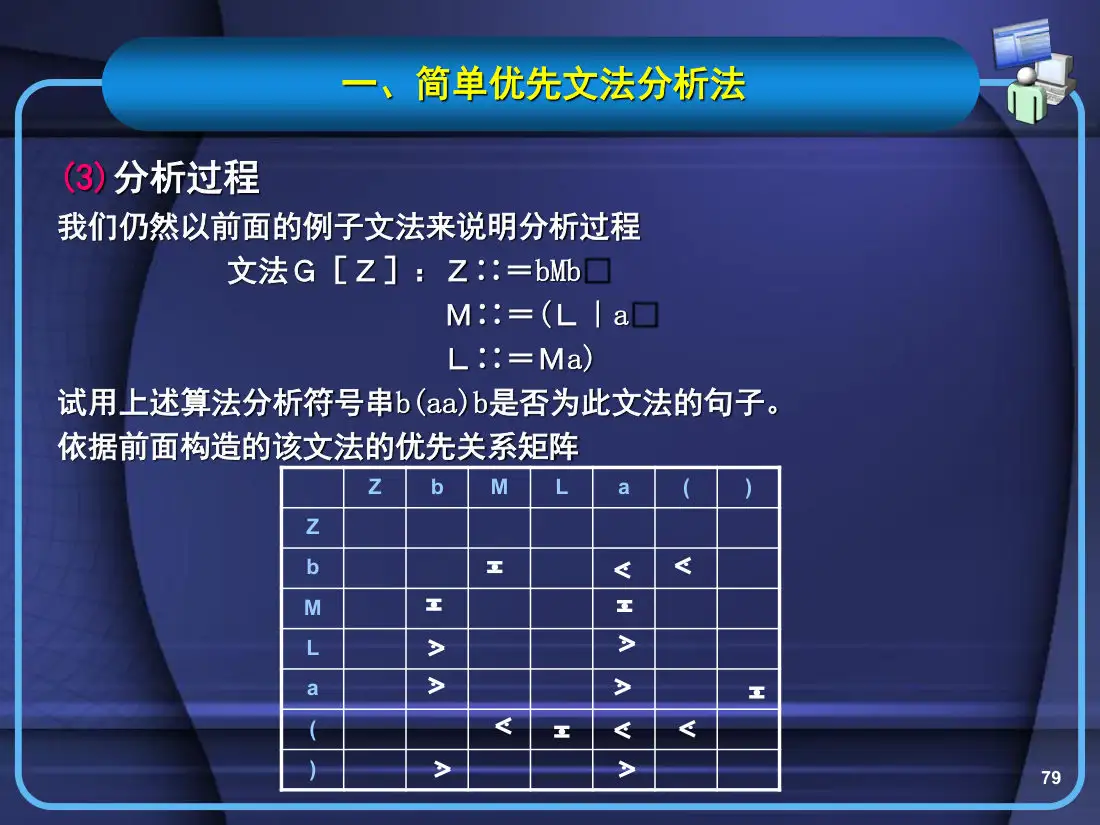 一、简单优先文法分析法
(3)分析过程
我们仍然以前面的例子文法来说明分析过程
文法G［Z］：Z∷＝bMb□
M∷＝(L｜a□
L∷＝Ma)
试用上述算法分析符号串b(aa)b是否为此文法的句子。
依据前面构造的该文法的优先关系矩阵
Z b M L a ( )
Z
b ≐ ⋖ ⋖
M ≐ ≐
L ⋗ ⋗
a ⋗ ⋗ ≐
( ⋖ ≐ ⋖ ⋖
) ⋗ ⋗
79